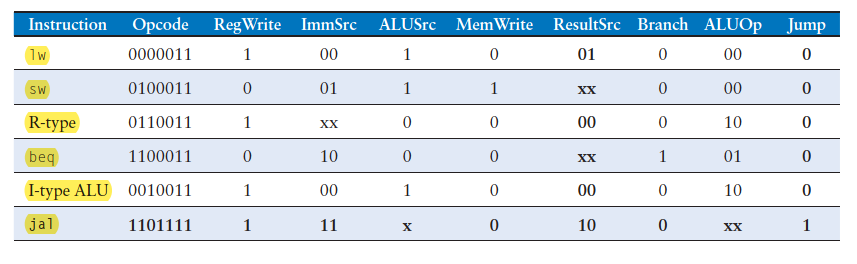 Instruction Opcode RegWrite ImmSrc ALUSrc MemWrite ResultSrc Branch ALUOp Jump
lw 0000011 1 00 1 0 01 0 00 0
sw 0100011 0 01 1 1 xx 0 00 0
R-type 0110011 1 xx 0 0 00 0 10 0
beq 1100011 0 10 0 0 xx 1 01 0
I-type ALU 0010011 1 00 1 0 00 0 10 0
jal 1101111 1 11 x 0 10 0 xx 1